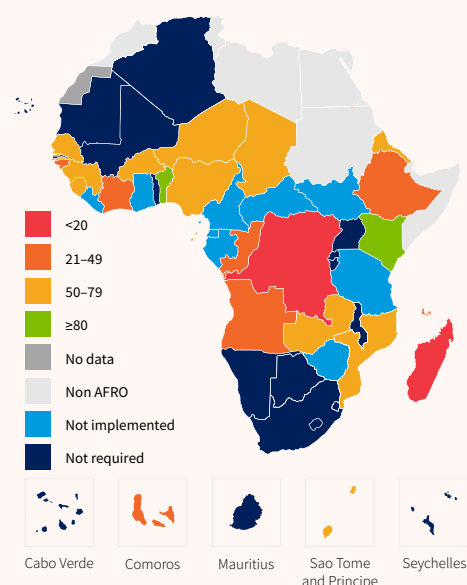 <20
21–49
50–79
≥80
No data
Non AFRO
Not implemented
Not required
Cabo Verde
Comoros
Mauritius
Sao Tome
and Principe
Seychelles